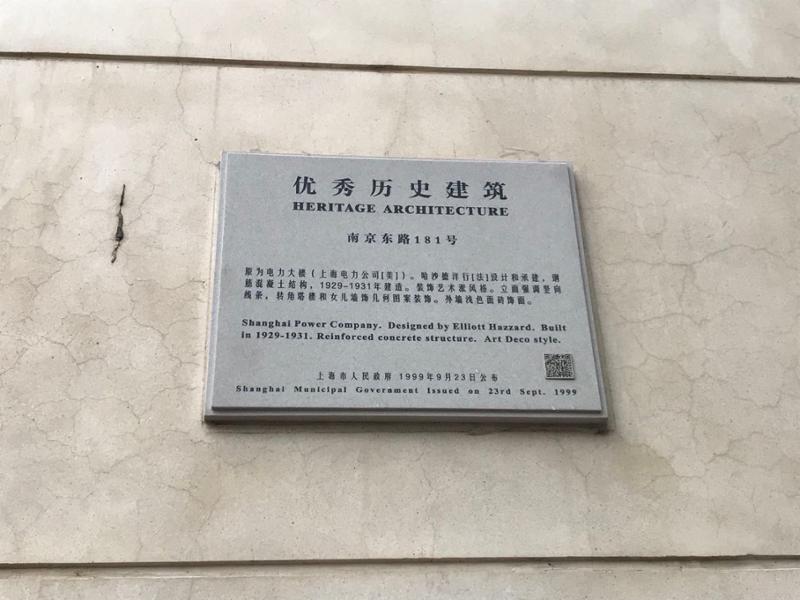 优秀历史建筑
HERITAGE ARCHITECTURE
南京东路181号
原为电力大楼（上海电力公司[美]）。哈沙德洋行[法]设计和承建，钢
筋混凝土结构，1929-1931年建造。装饰艺术派风格。立面强调竖向
线条，转角塔楼和女儿墙饰几何图案装饰。外墙浅色面砖饰面。
Shanghai Power Company. Designed by Elliott Hazzard. Built
in 1929-1931. Reinforced concrete structure. Art Deco style.
上海市人民政府 1999年9月23日公布
Shanghai Municipal Government Issued on 23rd Sept. 1999